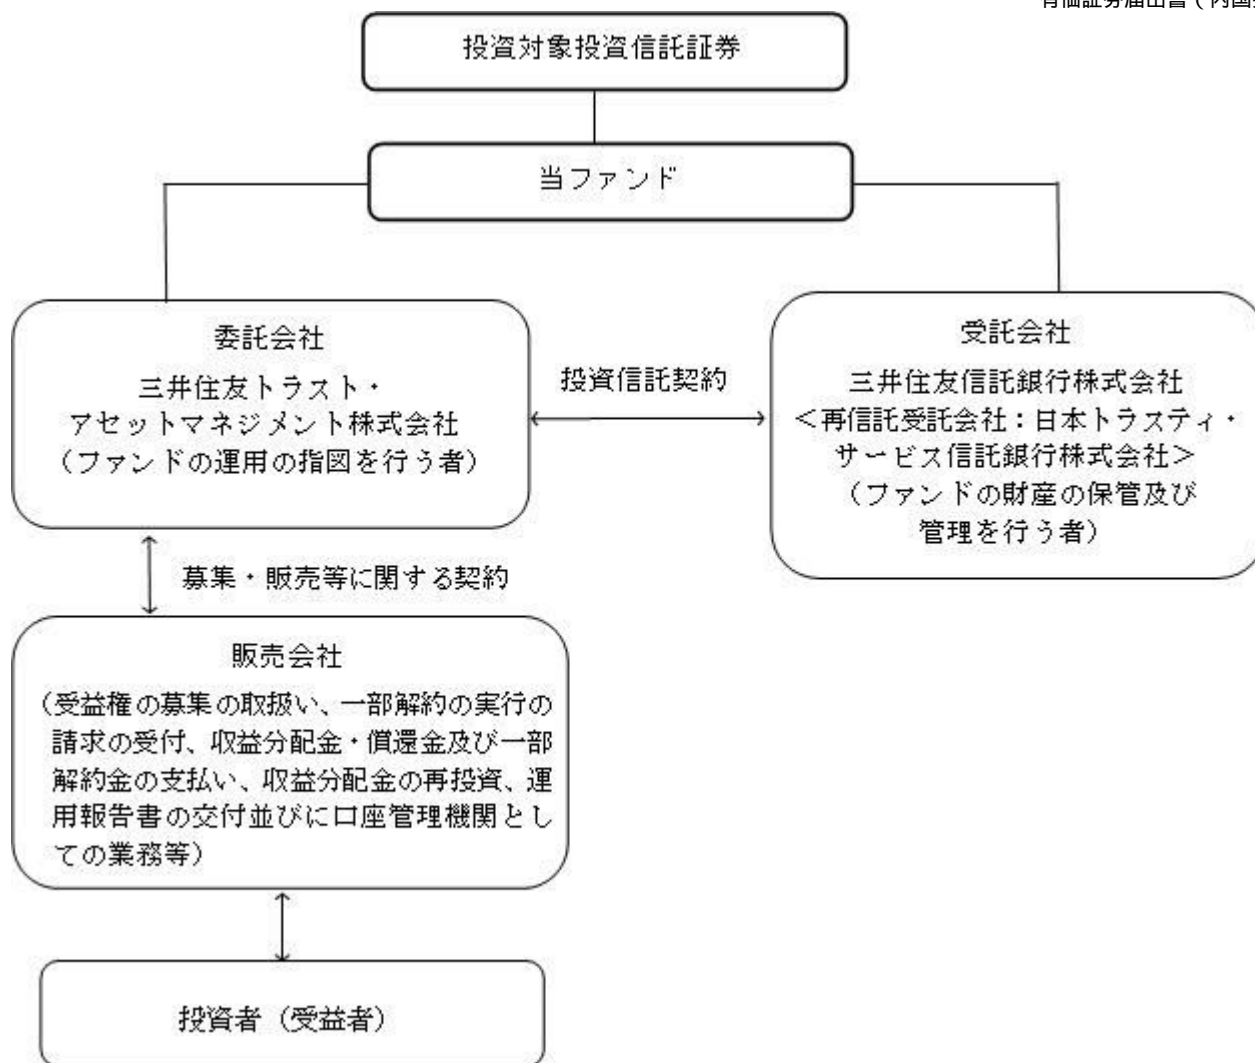 有価証券届出書（内国
投資対象投資信託証券
当ファンド
委託会社
三井住友トラスト・
アセットマネジメント株式会社
（ファンドの運用の指図を行う者）
投資信託契約
受託会社
三井住友信託銀行株式会社
＜再信託受託会社：日本トラスティ・
サービス信託銀行株式会社＞
（ファンドの財産の保管及び
管理を行う者）
募集・販売等に関する契約
販売会社
（受益権の募集の取扱い、一部解約の実行の
請求の受付、収益分配金・償還金及び一部
解約金の支払い、収益分配金の再投資、運
用報告書の交付並びに口座管理機関とし
ての業務等）
投資者（受益者）